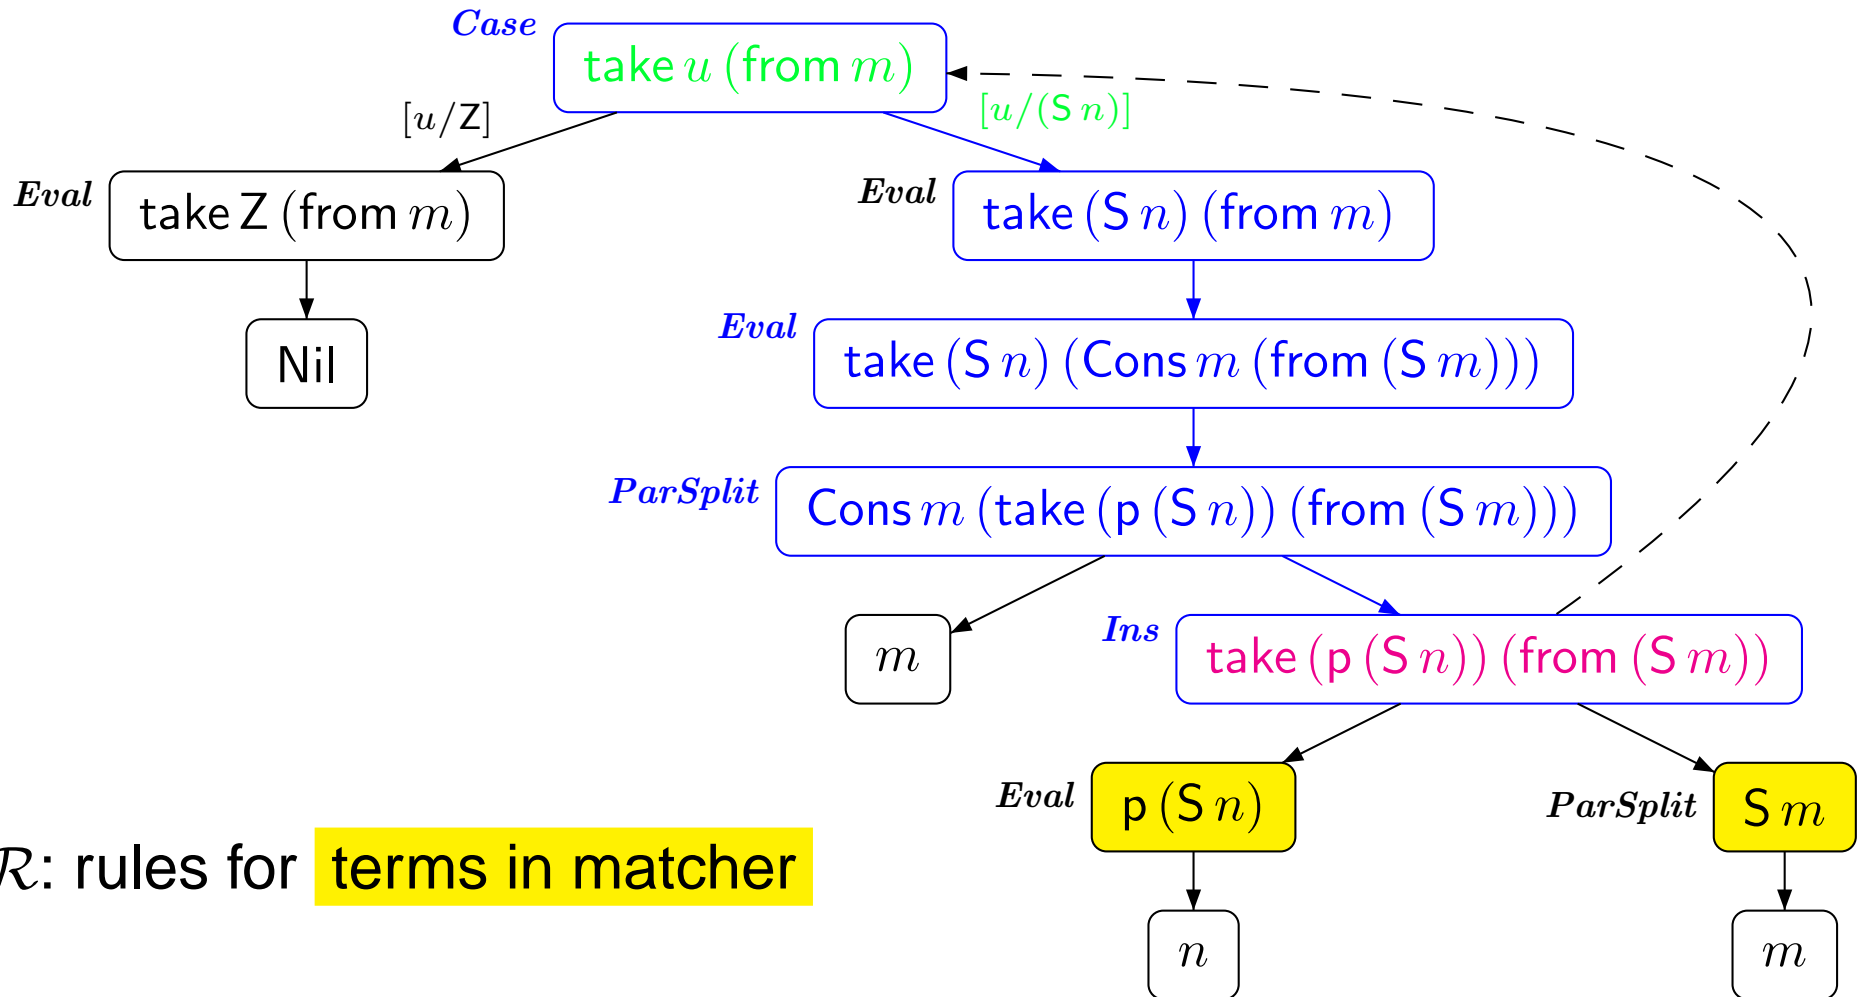 Case
take u (from m)
[u/Z]
[u/(S n)]
Eval
take Z (from m)
Eval
take (S n) (from m)
Nil
Eval
take (S n) (Cons m (from (S m)))
ParSplit
Cons m (take (p (S n)) (from (S m)))
m
Ins
take (p (S n)) (from (S m))
Eval
p (S n)
ParSplit
S m
ℛ: rules for terms in matcher
n
m